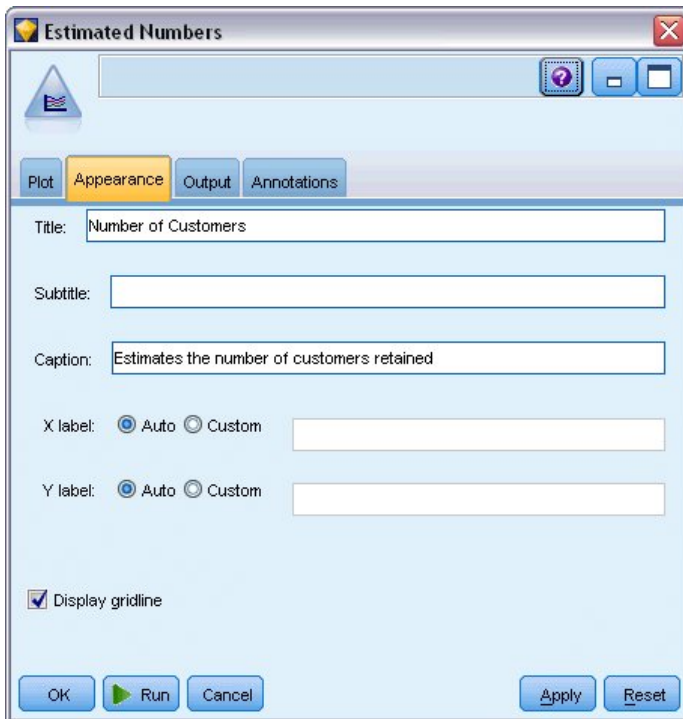 Estimated Numbers
Plot Appearance Output Annotations
Title: Number of Customers
Subtitle:
Caption: Estimates the number of customers retained
X label: Auto Custom
Y label: Auto Custom
Display gridline
OK Run Cancel Apply Reset